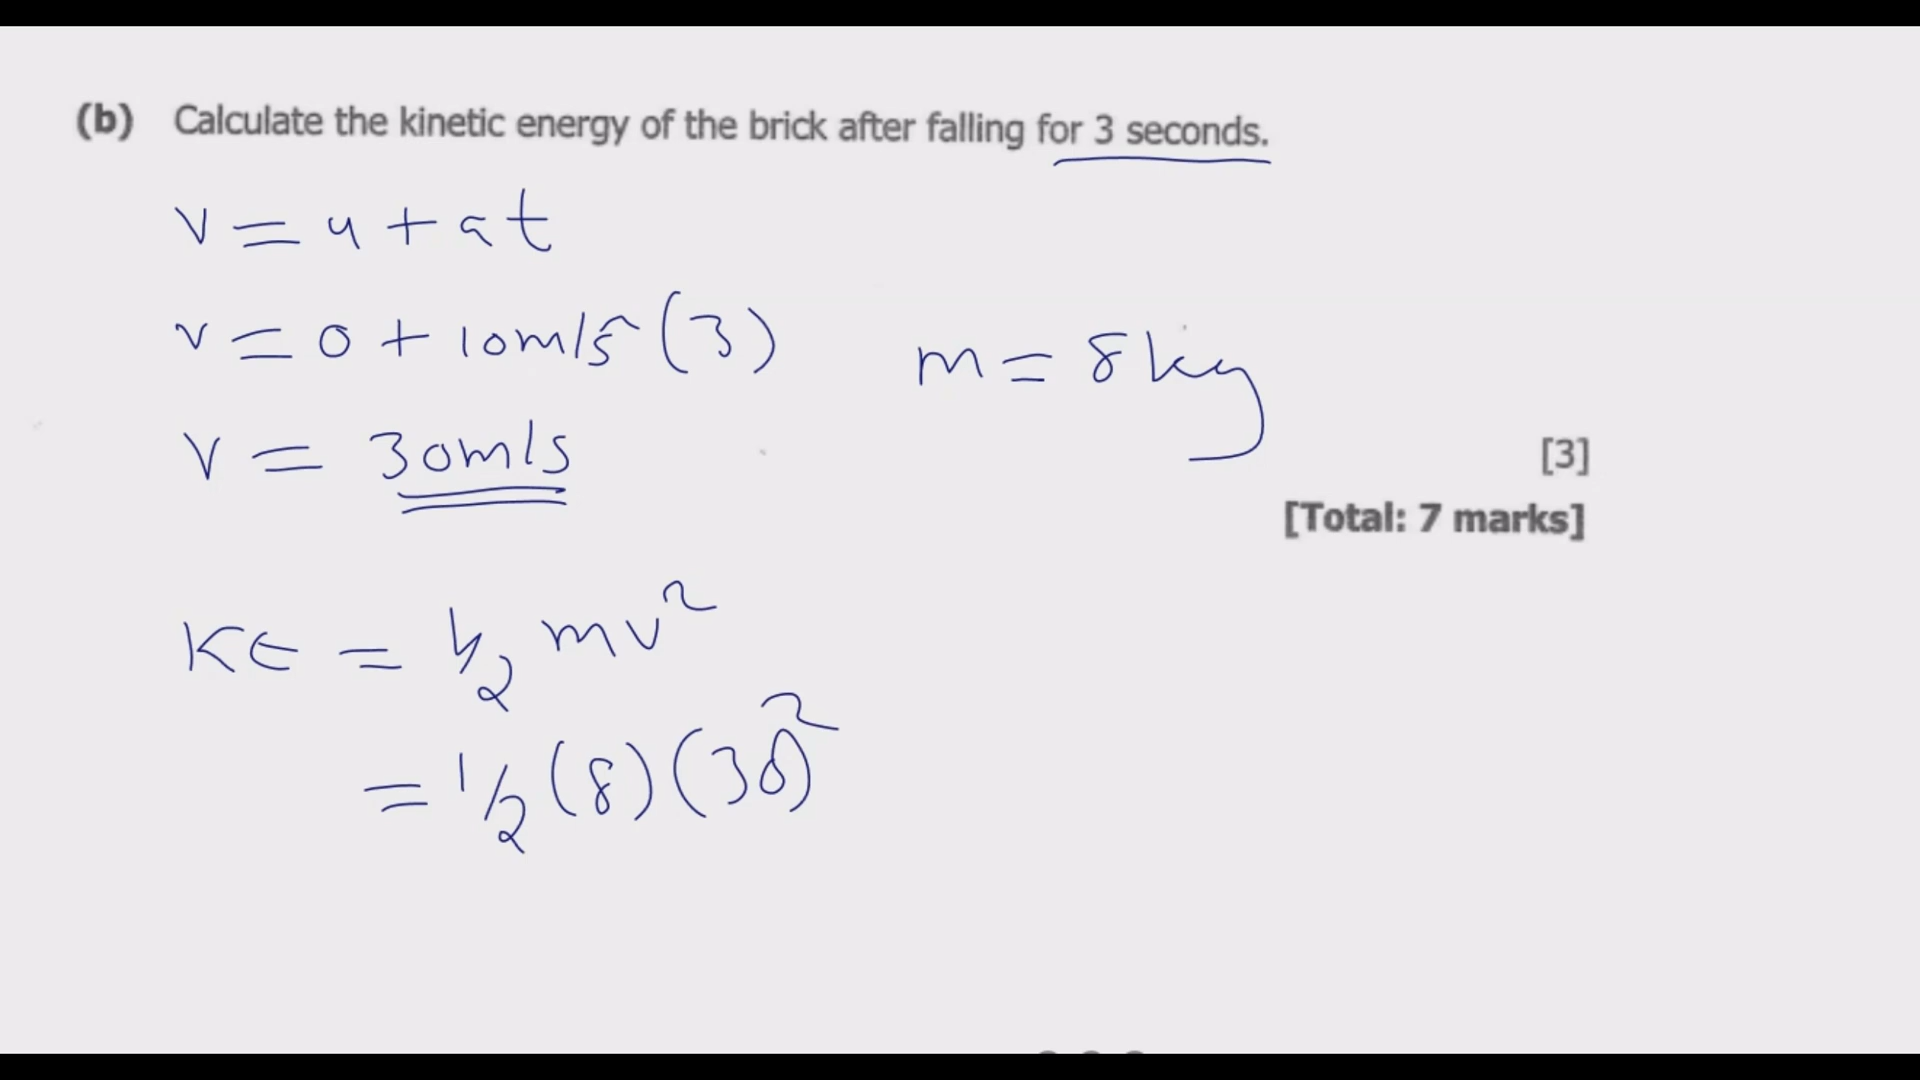 (b) Calculate the kinetic energy of the brick after falling for 3 seconds.
v = u + at
v = 0 + 10m/s² (3)
m = 8kg
v = 30m/s
[3]
[Total: 7 marks]
KE = 1/2 mv²
= 1/2 (8)(30)²